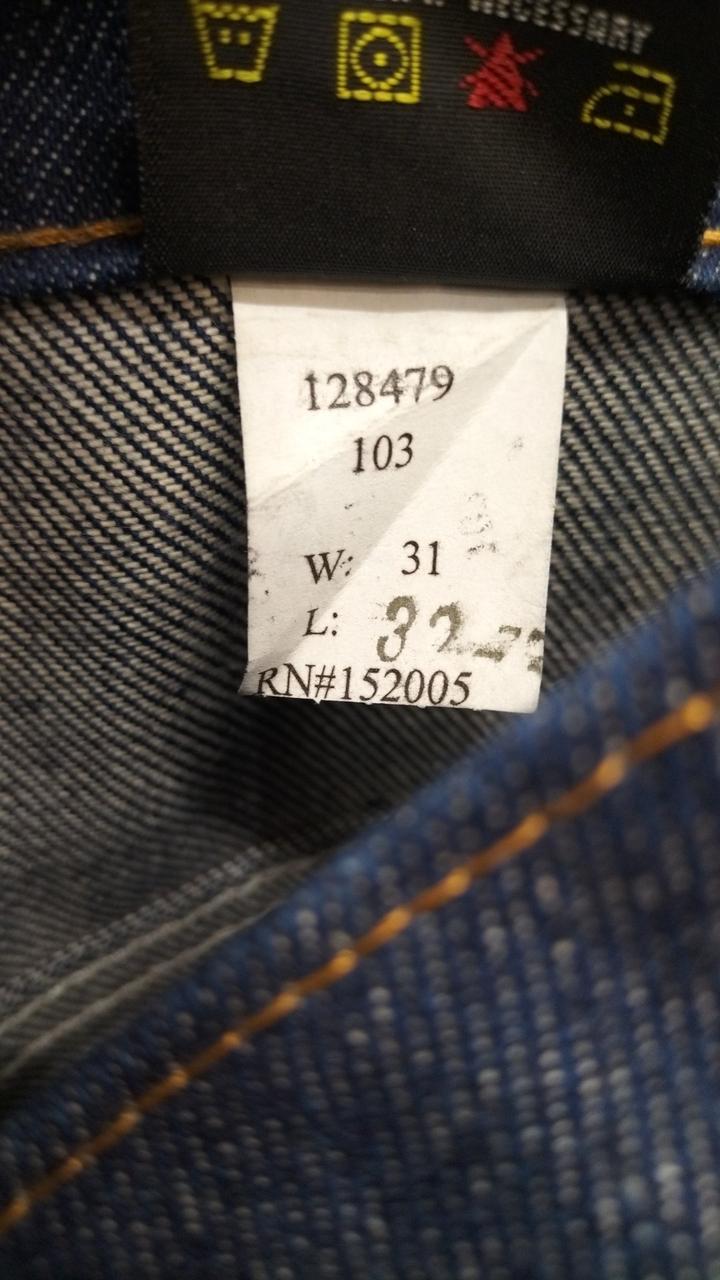 NECESSARY
128479
103
W: 31
L: 32
RN#152005